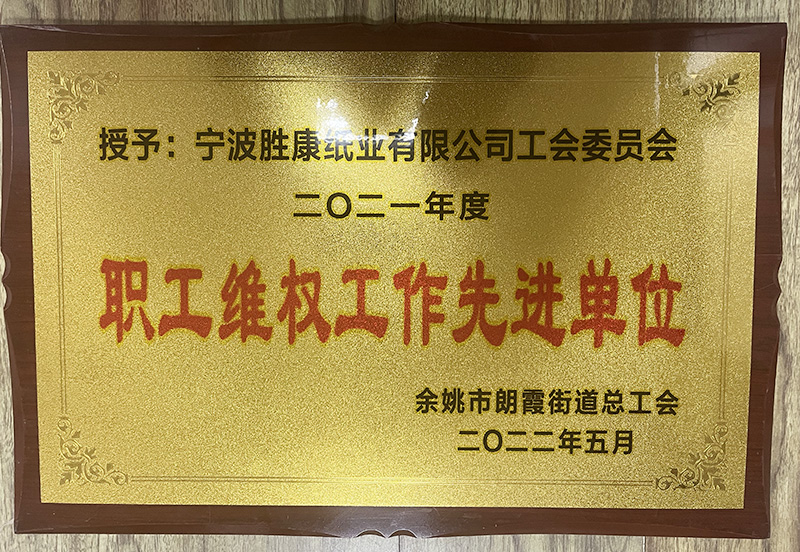 授予：宁波胜康纸业有限公司工会委员会
二〇二一年度
职工维权工作先进单位
余姚市朗霞街道总工会
二〇二二年五月